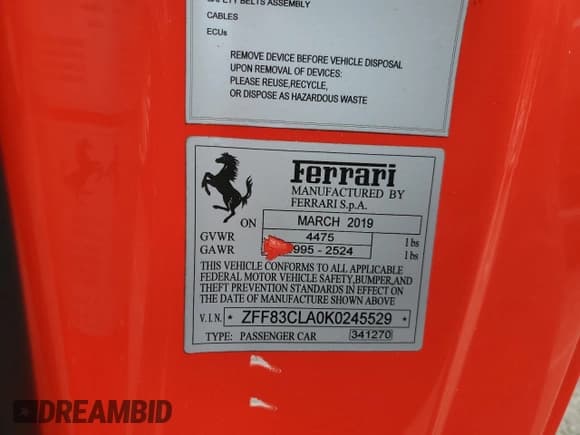 SAFETY BELTS ASSEMBLY
CABLES
ECUs
REMOVE DEVICE BEFORE VEHICLE DISPOSAL
UPON REMOVAL OF DEVICES:
PLEASE REUSE,RECYCLE,
OR DISPOSE AS HAZARDOUS WASTE
Ferrari
MANUFACTURED BY
FERRARI S.p.A.
ON MARCH 2019
GVWR 4475 lbs
GAWR 995 - 2524 lbs
THIS VEHICLE CONFORMS TO ALL APPLICABLE
FEDERAL MOTOR VEHICLE SAFETY,BUMPER,AND
THEFT PREVENTION STANDARDS IN EFFECT ON
THE DATE OF MANUFACTURE SHOWN ABOVE
V.I.N. * ZFF83CLA0K0245529 *
TYPE: PASSENGER CAR 341270
DREAMBID